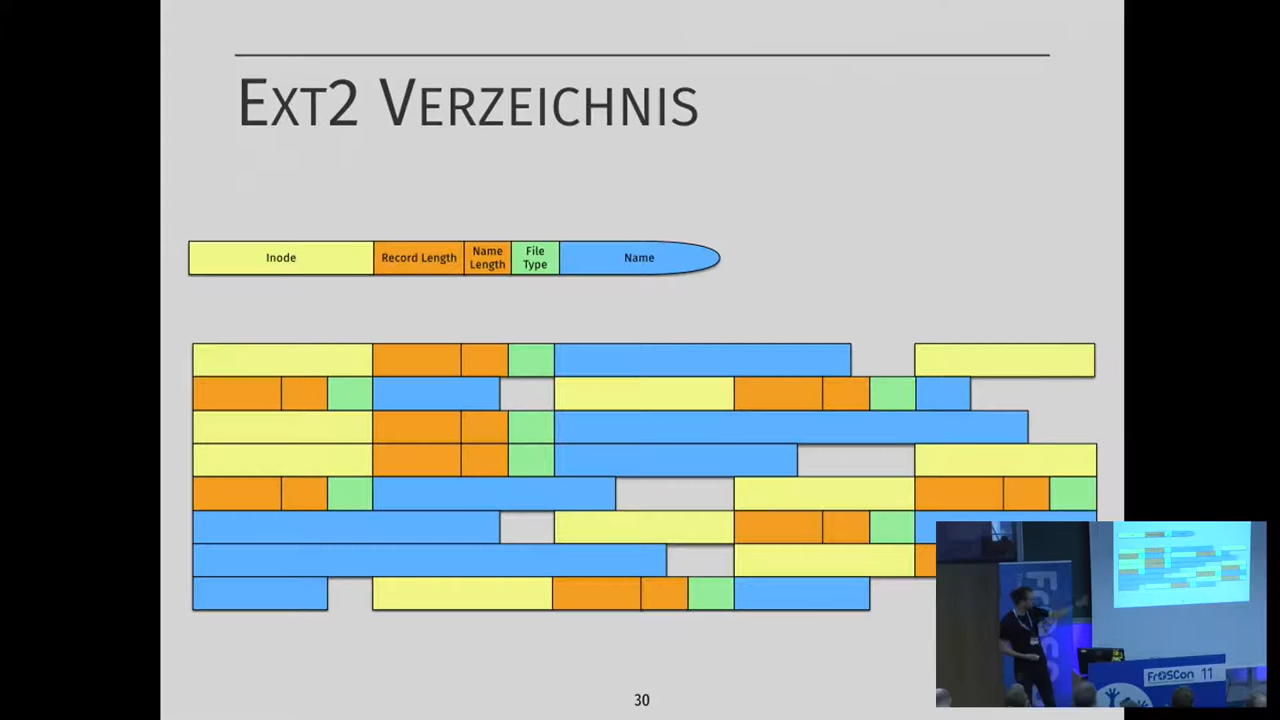 EXT2 VERZEICHNIS
Inode
Record Length
Name
Length
File
Type
Name
30
FrOSCon 11